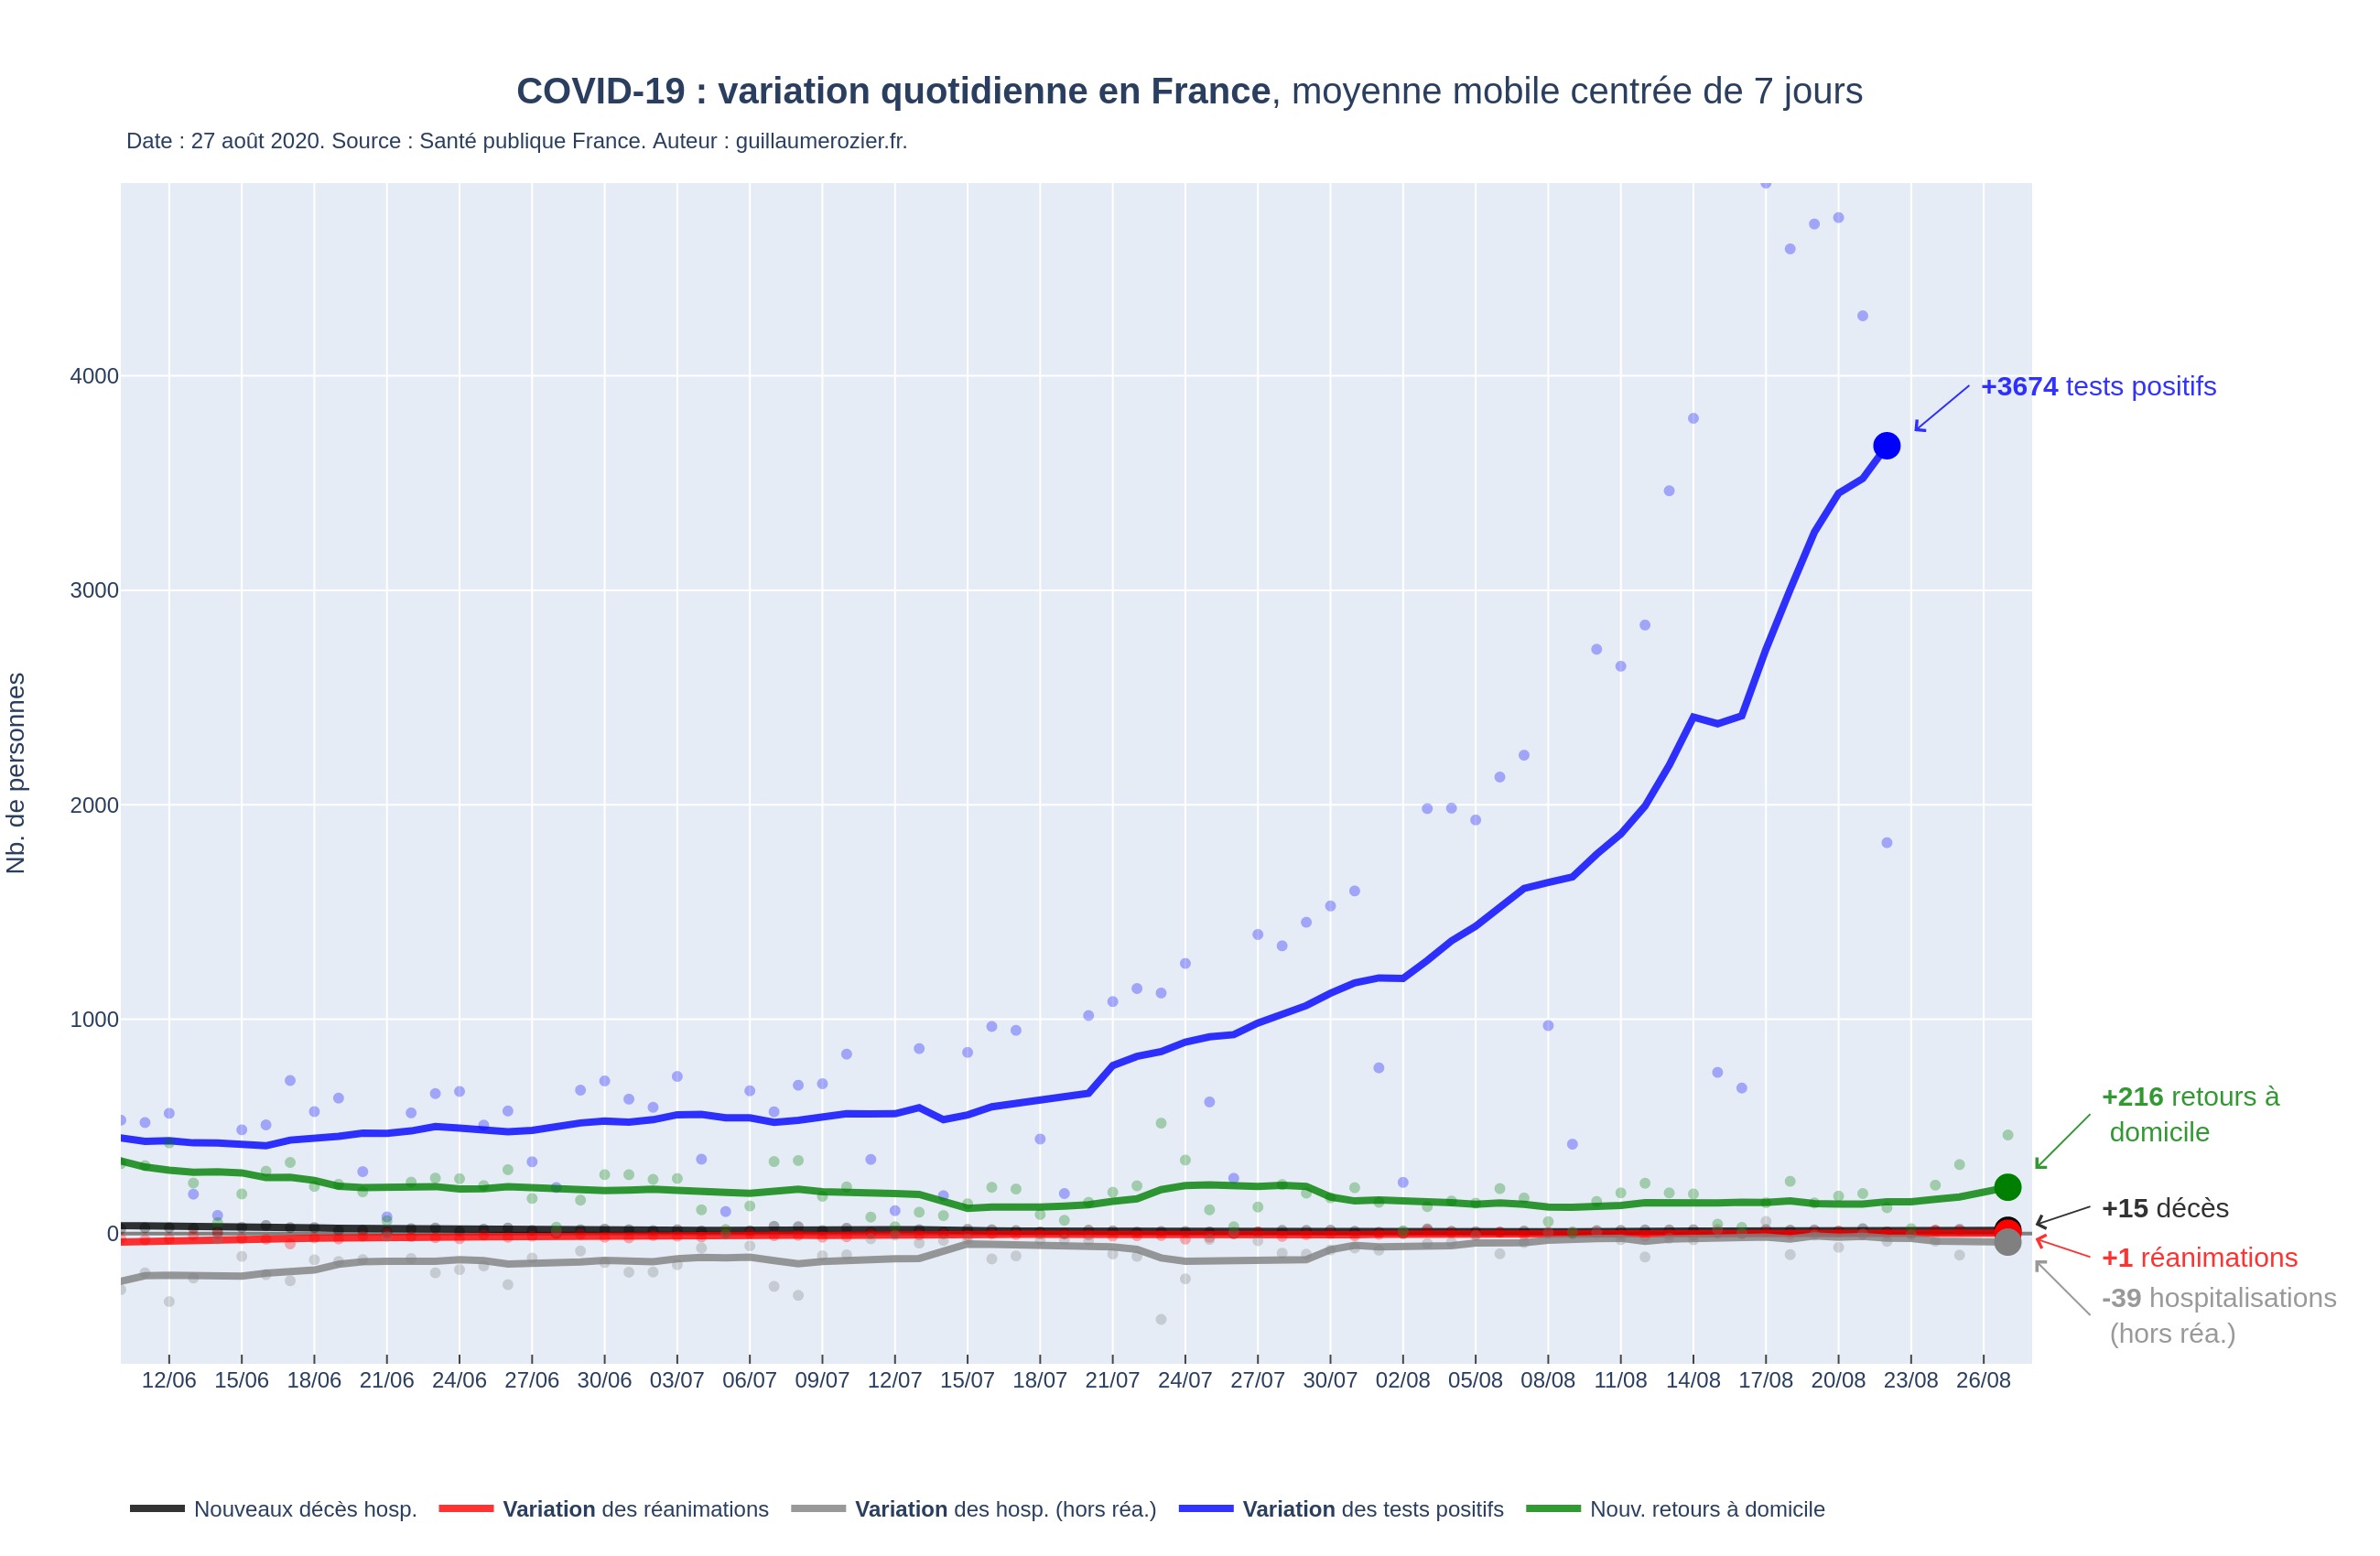 COVID-19 : variation quotidienne en France, moyenne mobile centrée de 7 jours
Date : 27 août 2020. Source : Santé publique France. Auteur : guillaumerozier.fr.
Nb. de personnes
4000
3000
2000
1000
0
+3674 tests positifs
+216 retours à
domicile
+15 décès
+1 réanimations
-39 hospitalisations
(hors réa.)
12/06 15/06 18/06 21/06 24/06 27/06 30/06 03/07 06/07 09/07 12/07 15/07 18/07 21/07 24/07 27/07 30/07 02/08 05/08 08/08 11/08 14/08 17/08 20/08 23/08 26/08
Nouveaux décès hosp. Variation des réanimations Variation des hosp. (hors réa.) Variation des tests positifs Nouv. retours à domicile